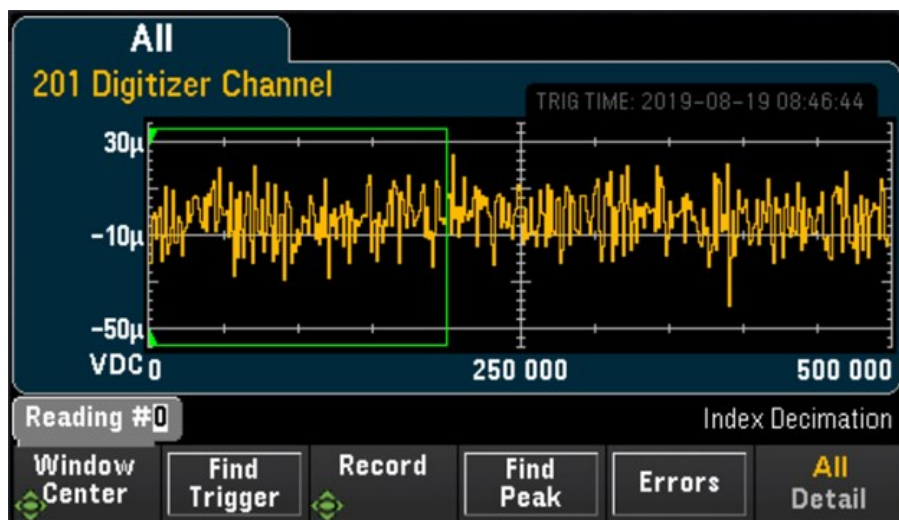 All
201 Digitizer Channel
TRIG TIME: 2019-08-19 08:46:44
30µ
-10µ
-50µ
VDC 0 250 000 500 000
Reading #0
Index Decimation
Window Center
Find Trigger
Record
Find Peak
Errors
All Detail